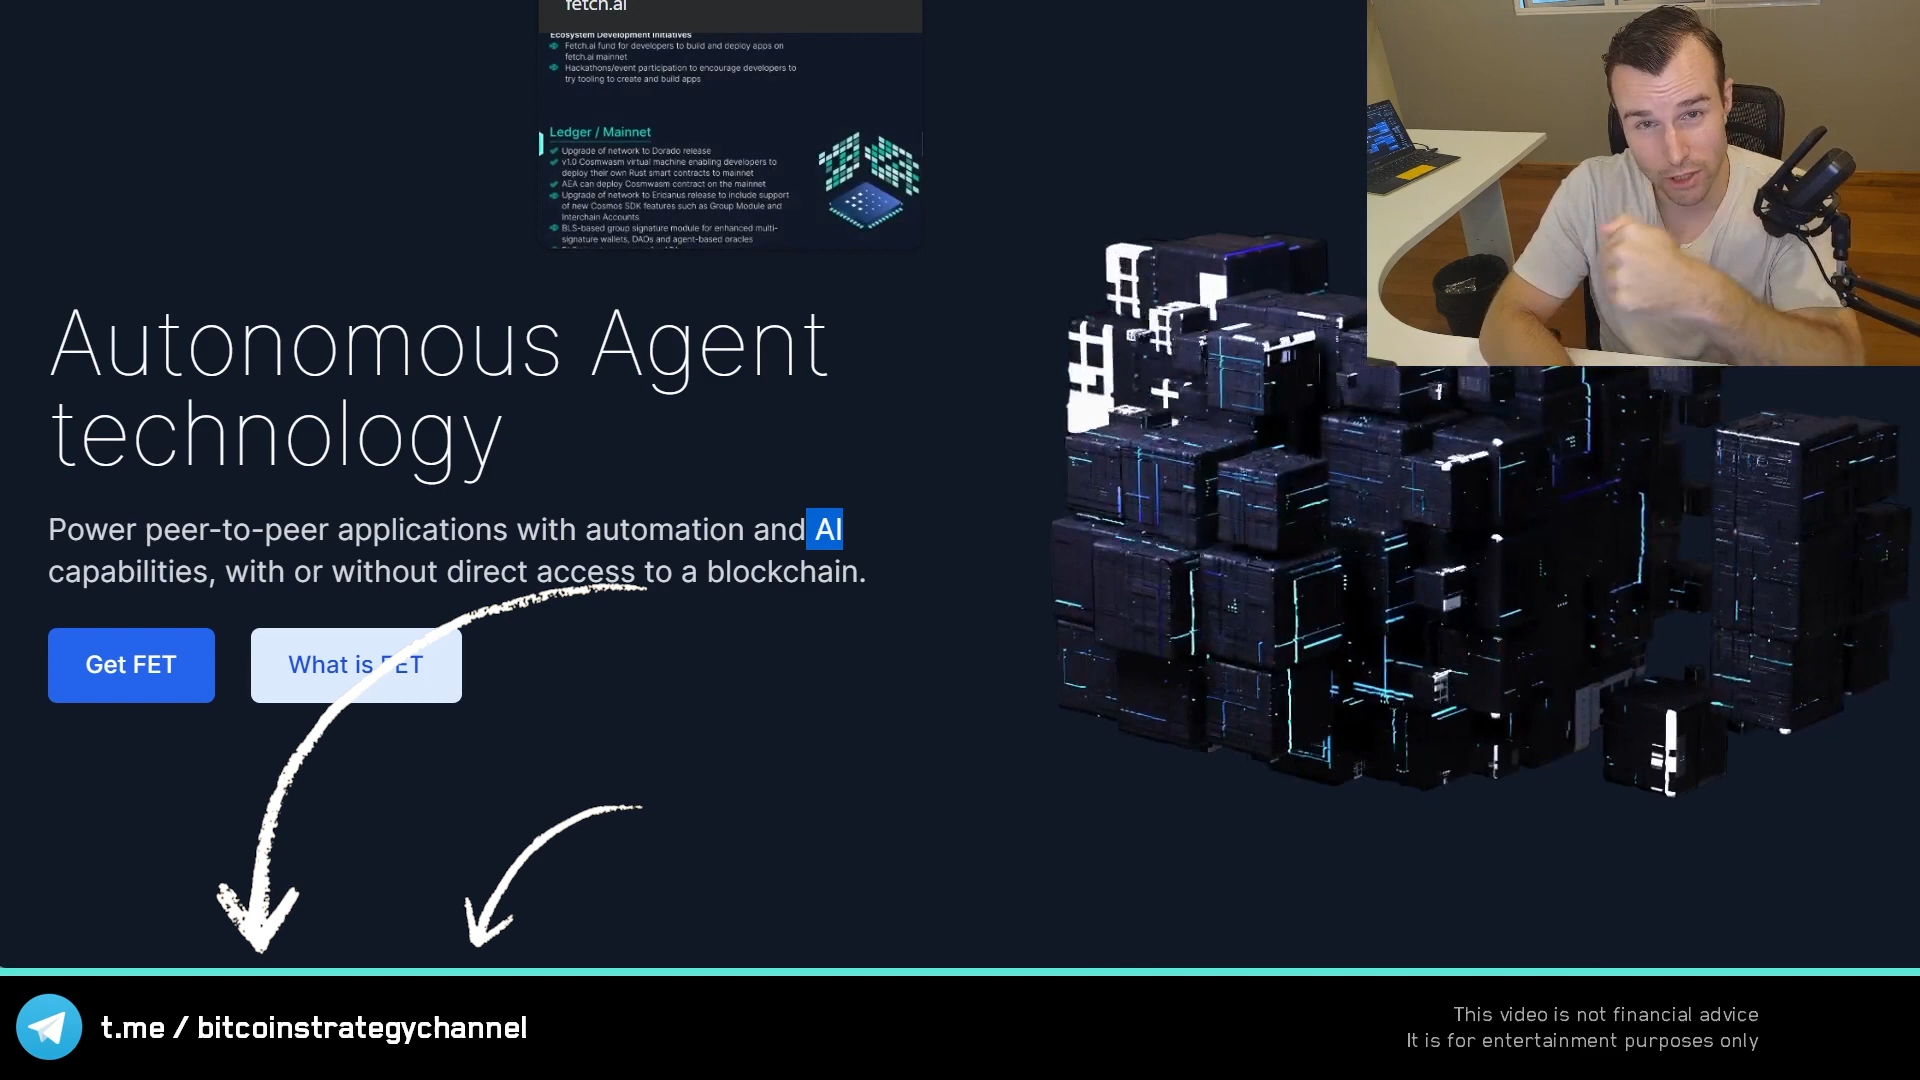 fetch.ai
Ecosystem Development Initiatives
Fetch.ai fund for developers to build and deploy apps on
fetch.ai mainnet
Hackathons/event participation to encourage developers to
try tooling to create and build apps
Ledger / Mainnet
Upgrade of network to Dorado release
v1.0 Cosmwasm virtual machine enabling developers to
deploy their own Rust smart contracts to mainnet
AEA can deploy Cosmwasm contract on the mainnet
Upgrade of network to Eridanus release to include support
of new Cosmos SDK features such as Group Module and
Interchain Accounts
BLS-based group signature module for enhanced multi-
signature wallets, DAOs and agent-based oracles
Autonomous Agent
technology
Power peer-to-peer applications with automation and AI
capabilities, with or without direct access to a blockchain.
Get FET
What is FET
t.me / bitcoinstrategychannel
This video is not financial advice
It is for entertainment purposes only